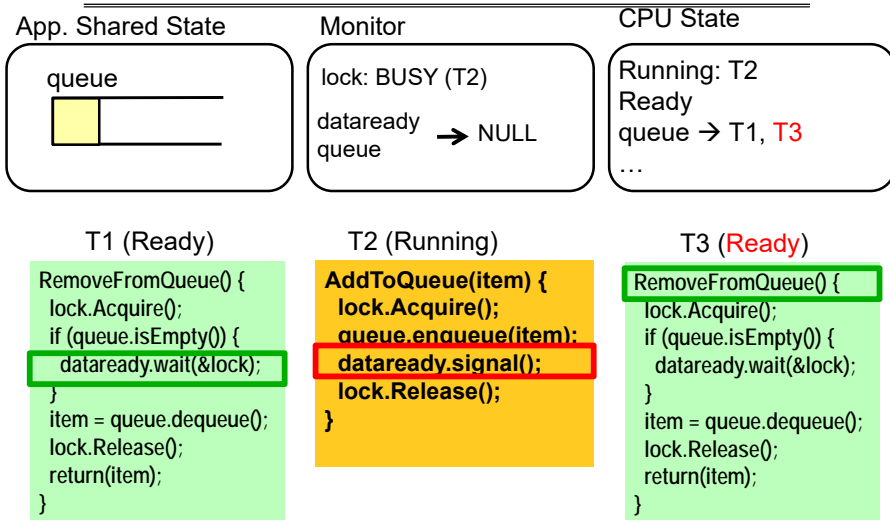 App. Shared State
Monitor
CPU State
queue
lock: BUSY (T2)
dataready
queue
→ NULL
Running: T2
Ready
queue → T1, T3
…
T1 (Ready)
RemoveFromQueue() {
lock.Acquire();
if (queue.isEmpty()) {
dataready.wait(&lock);
}
item = queue.dequeue();
lock.Release();
return(item);
}
T2 (Running)
AddToQueue(item) {
lock.Acquire();
queue.enqueue(item);
dataready.signal();
lock.Release();
}
T3 (Ready)
RemoveFromQueue() {
lock.Acquire();
if (queue.isEmpty()) {
dataready.wait(&lock);
}
item = queue.dequeue();
lock.Release();
return(item);
}